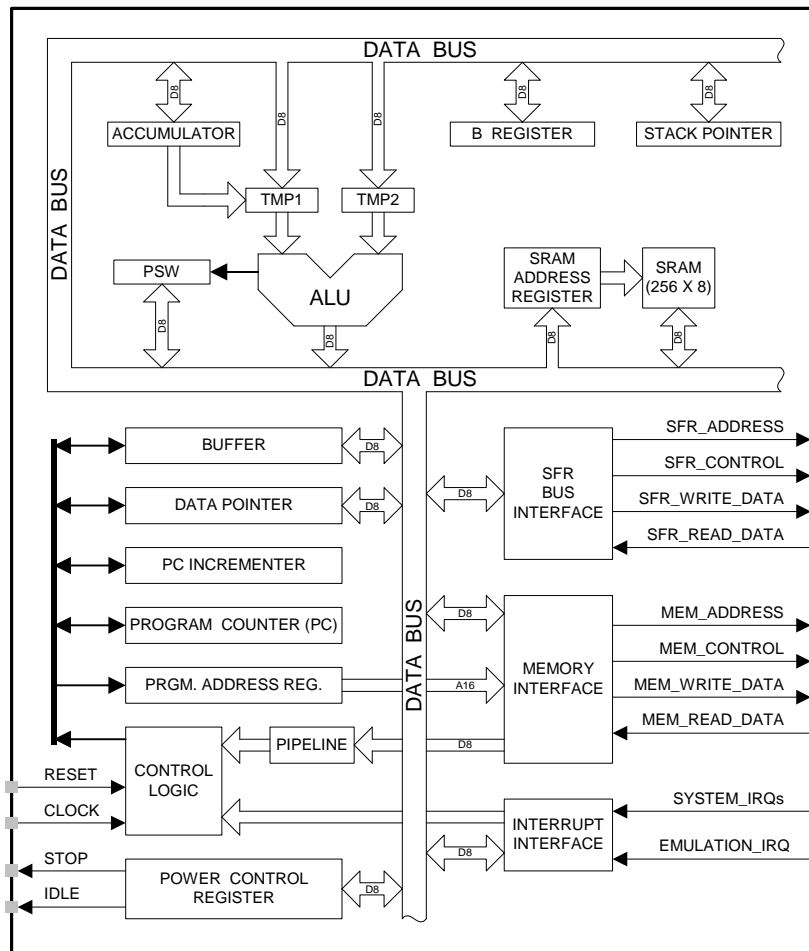 DATA BUS
D8
D8
D8
D8
D8
ACCUMULATOR
B REGISTER
STACK POINTER
DATA BUS
TMP1
TMP2
PSW
ALU
SRAM
ADDRESS
REGISTER
SRAM
(256 X 8)
D8
D8
D8
D8
DATA BUS
BUFFER
D8
DATA POINTER
D8
PC INCREMENTER
PROGRAM COUNTER (PC)
PRGM. ADDRESS REG.
A16
DATA BUS
D8
SFR
BUS
INTERFACE
SFR_ADDRESS
SFR_CONTROL
SFR_WRITE_DATA
SFR_READ_DATA
D8
MEMORY
INTERFACE
MEM_ADDRESS
MEM_CONTROL
MEM_WRITE_DATA
MEM_READ_DATA
PIPELINE
D8
CONTROL
LOGIC
RESET
CLOCK
INTERRUPT
INTERFACE
SYSTEM_IRQs
EMULATION_IRQ
D8
STOP
IDLE
POWER CONTROL
REGISTER
D8